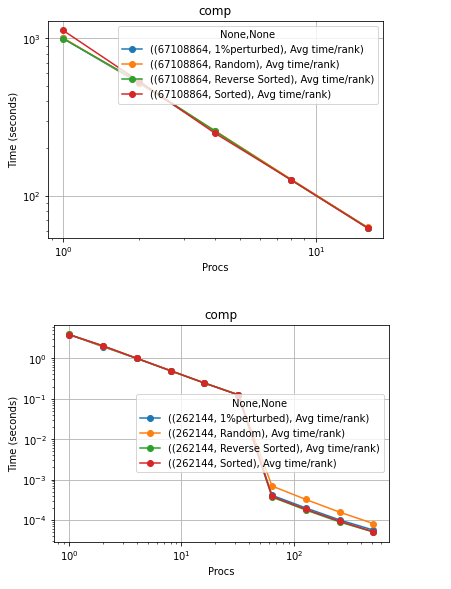 comp
None,None
((67108864, 1%perturbed), Avg time/rank)
((67108864, Random), Avg time/rank)
((67108864, Reverse Sorted), Avg time/rank)
((67108864, Sorted), Avg time/rank)
10³
10²
Time (seconds)
10⁰
10¹
Procs
comp
None,None
((262144, 1%perturbed), Avg time/rank)
((262144, Random), Avg time/rank)
((262144, Reverse Sorted), Avg time/rank)
((262144, Sorted), Avg time/rank)
10⁰
10⁻¹
10⁻²
10⁻³
10⁻⁴
Time (seconds)
10⁰
10¹
10²
Procs